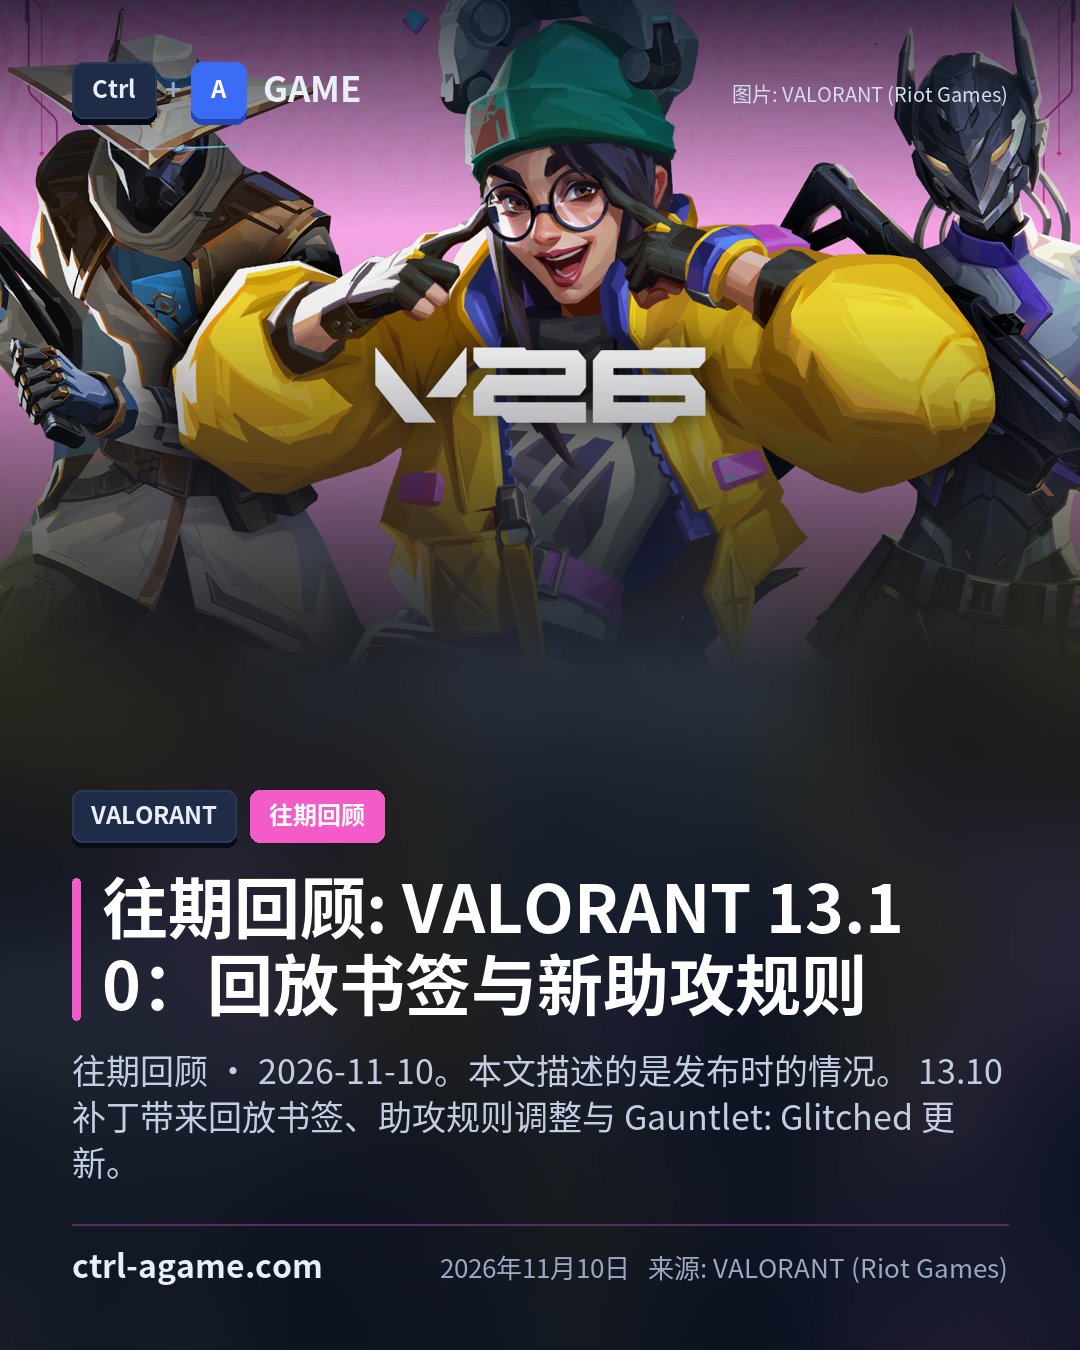 Ctrl + A GAME
图片: VALORANT (Riot Games)
V26
VALORANT
往期回顾
往期回顾: VALORANT 13.1
0：回放书签与新助攻规则
往期回顾 · 2026-11-10。本文描述的是发布时的情况。 13.10
补丁带来回放书签、助攻规则调整与 Gauntlet: Glitched 更
新。
ctrl-agame.com
2026年11月10日 来源: VALORANT (Riot Games)